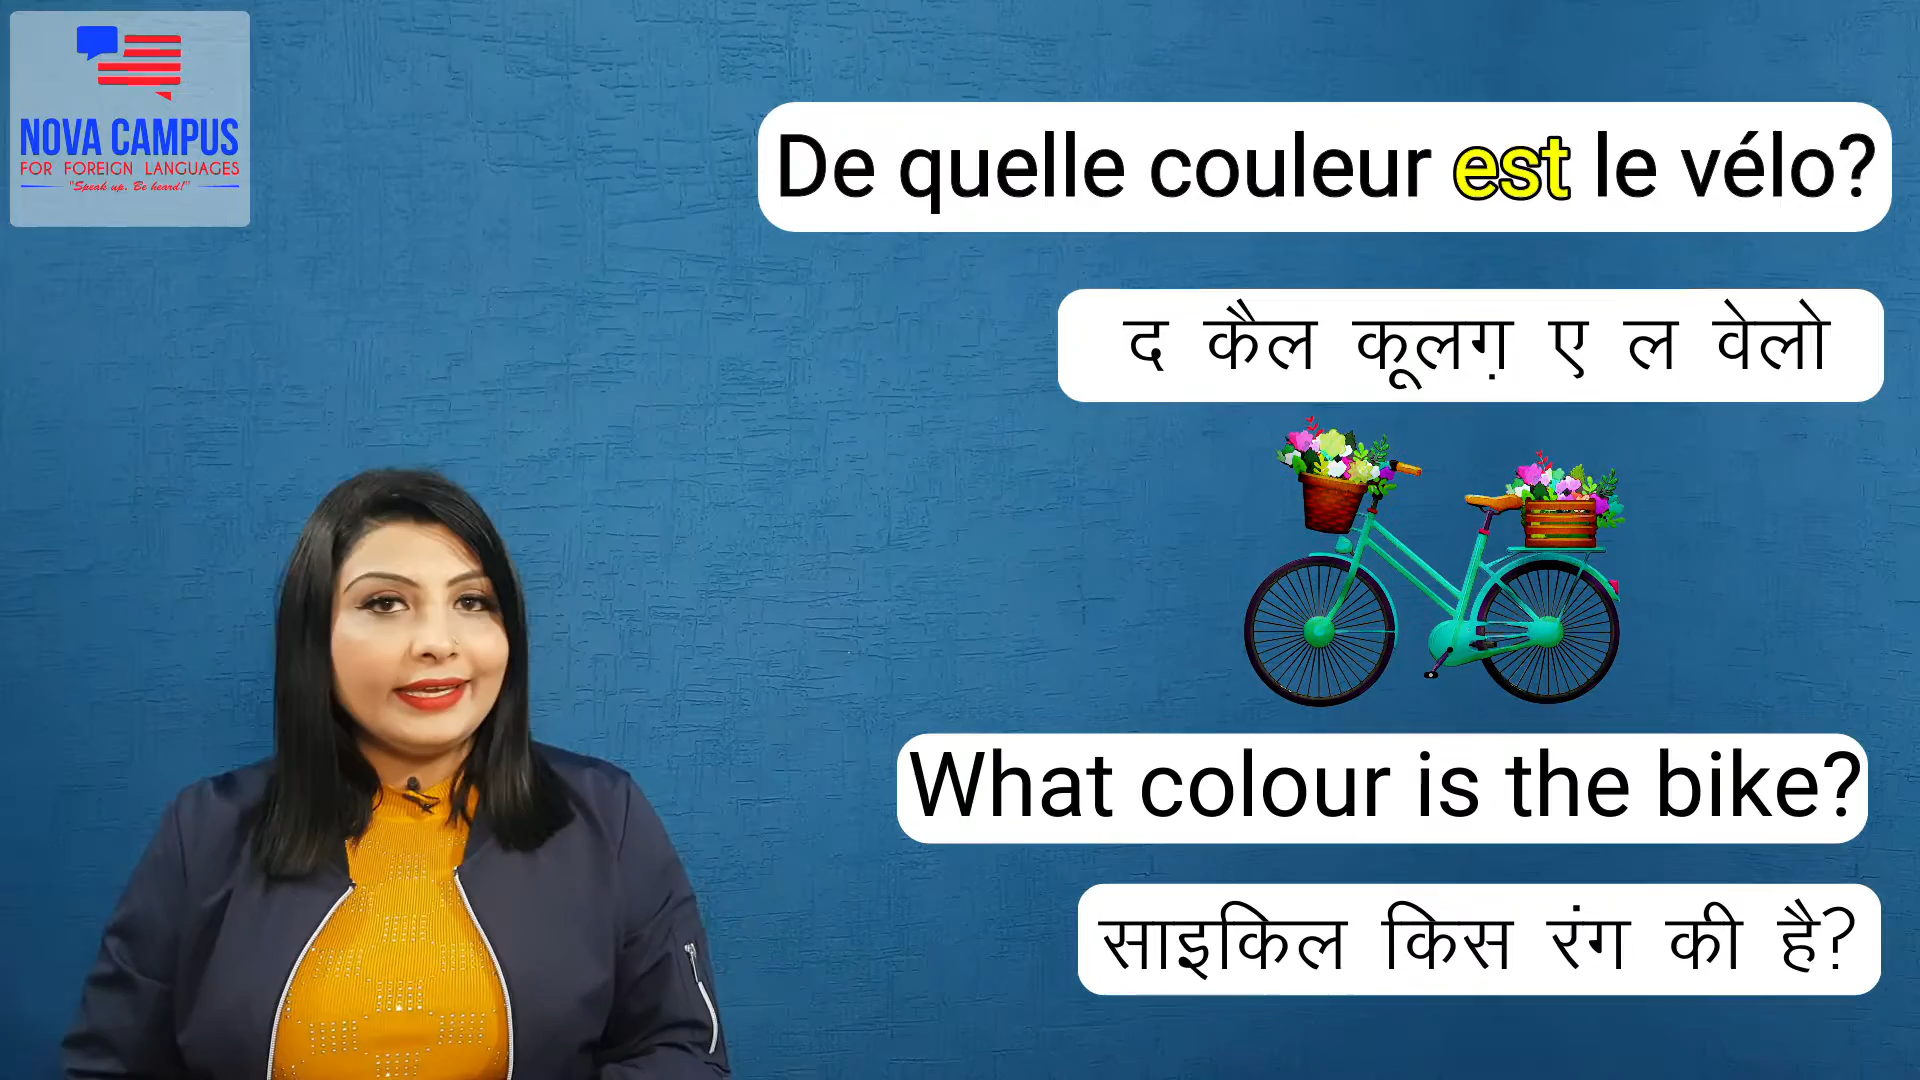 NOVA CAMPUS
FOR FOREIGN LANGUAGES
"Speak up. Be heard!"
De quelle couleur est le vélo?
द कैल कूलग़ ए ल वेलो
What colour is the bike?
साइकिल किस रंग की है?